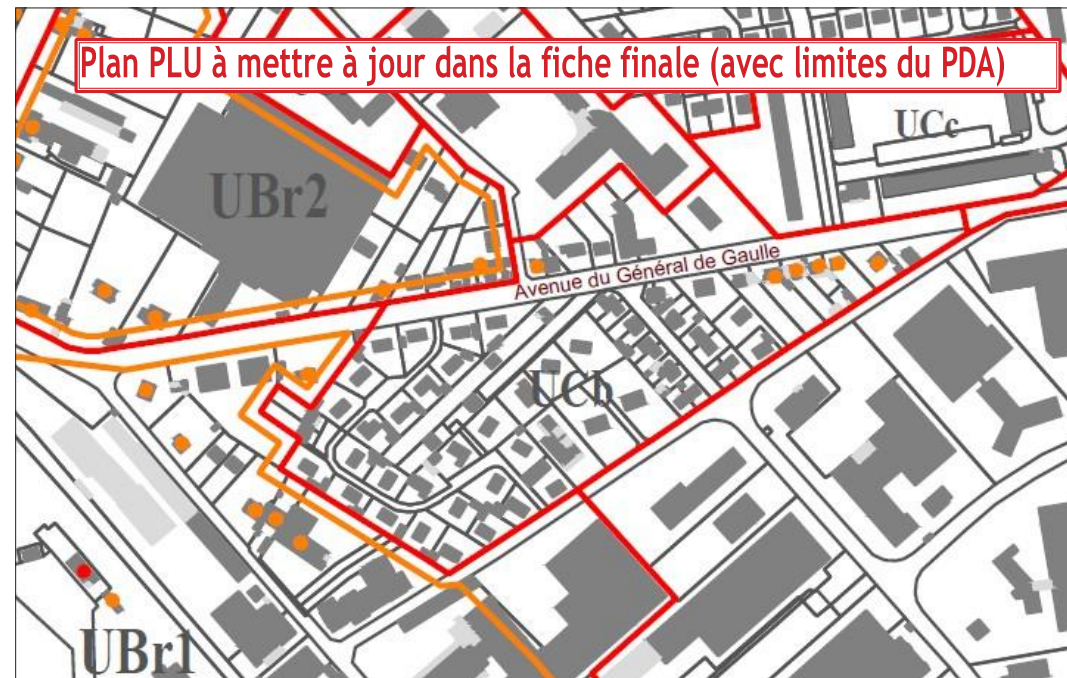 Plan PLU à mettre à jour dans la fiche finale (avec limites du PDA)
UCc
UBr2
Avenue du Général de Gaulle
UCb
UBr1